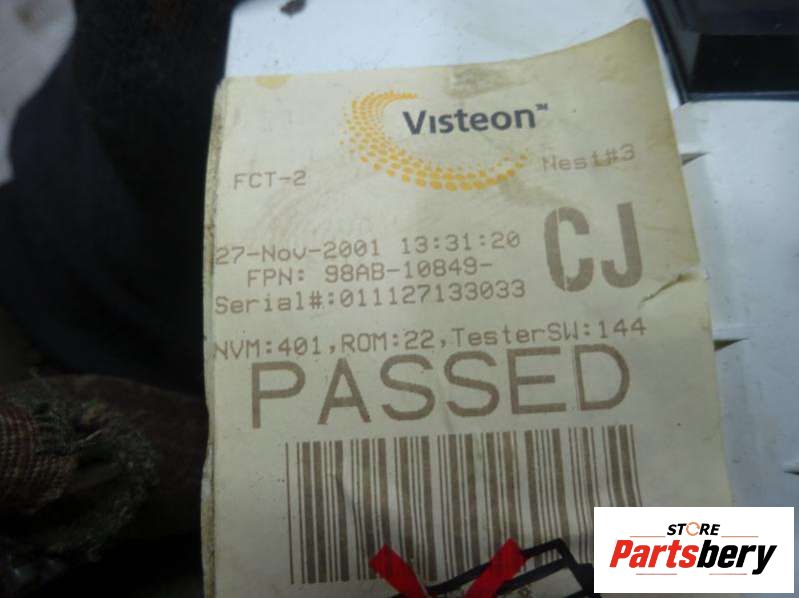 Visteon™
FCT-2 Nest#3
27-Nov-2001 13:31:20
FPN: 98AB-10849- CJ
Serial#:011127133033
NVM:401,ROM:22,TesterSW:144
PASSED
STORE
Partsbery